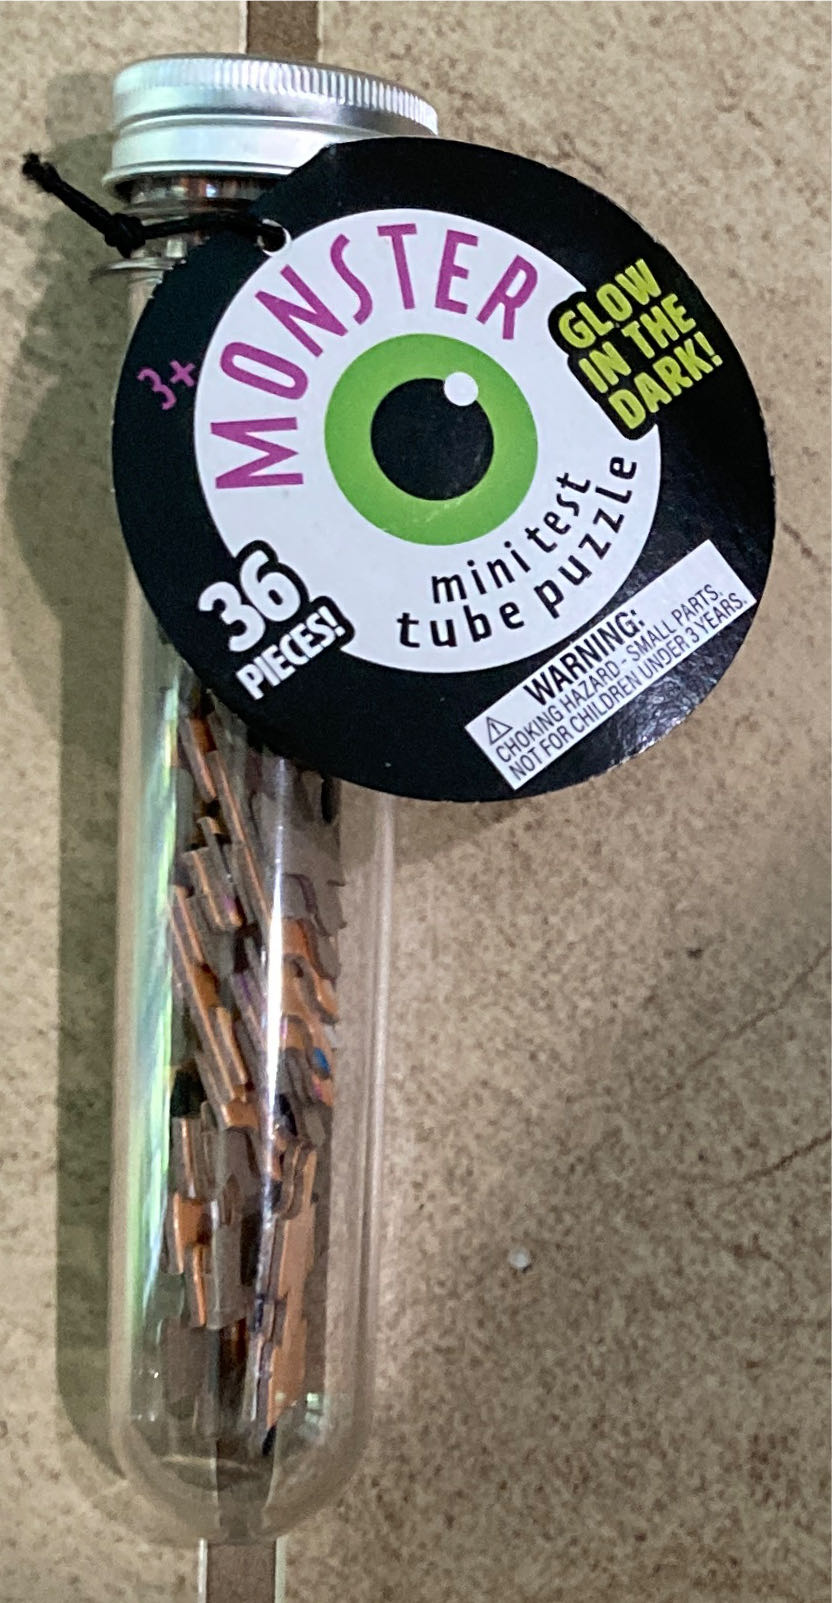 MONSTER
3+
GLOW
IN THE
DARK!
mini test
tube puzzle
36
PIECES!
⚠ WARNING:
CHOKING HAZARD - SMALL PARTS.
NOT FOR CHILDREN UNDER 3 YEARS.